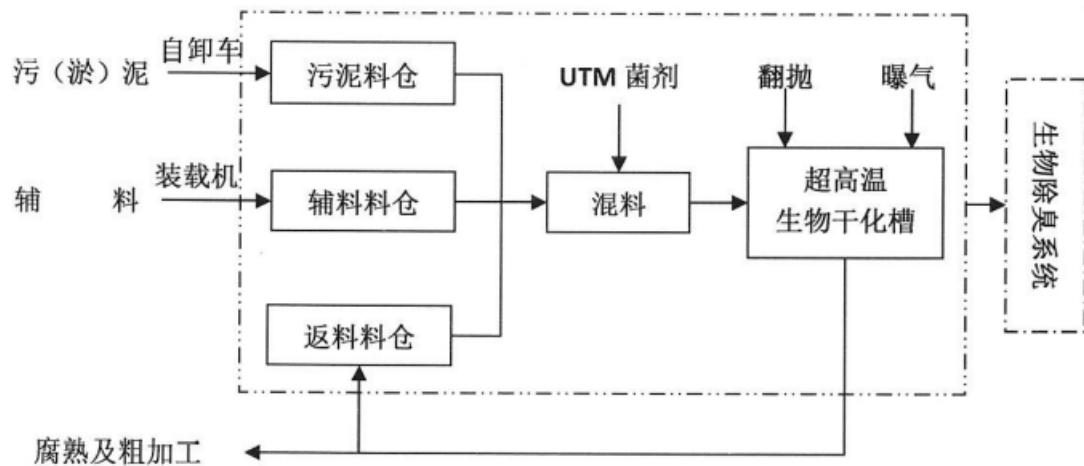 污（淤）泥
自卸车
污泥料仓
UTM 菌剂
翻抛
曝气
辅 料
装载机
辅料料仓
混料
超高温
生物干化槽
生物除臭系统
返料料仓
腐熟及粗加工